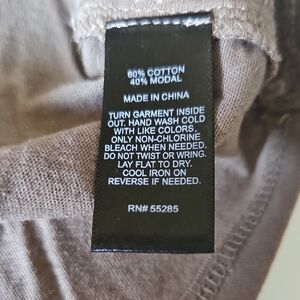 60% COTTON
40% MODAL
MADE IN CHINA
TURN GARMENT INSIDE
OUT. HAND WASH COLD
WITH LIKE COLORS,
ONLY NON-CHLORINE
BLEACH WHEN NEEDED.
DO NOT TWIST OR WRING.
LAY FLAT TO DRY.
COOL IRON ON
REVERSE IF NEEDED.
RN# 55285